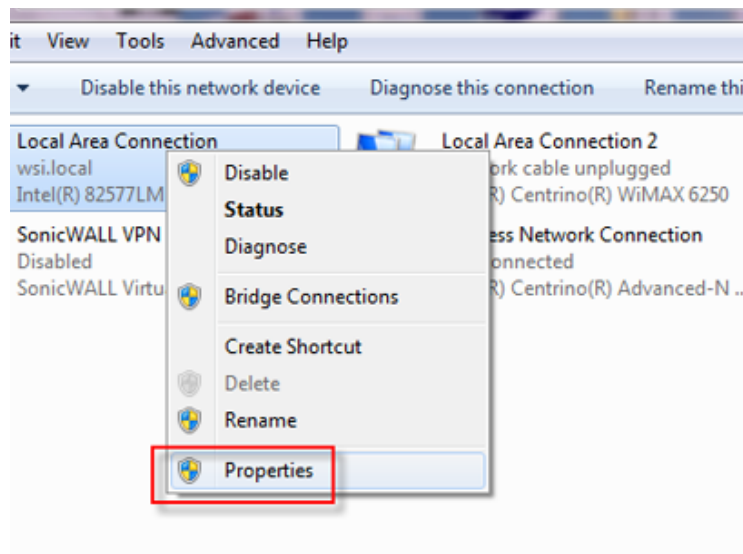 it View Tools Advanced Help
Disable this network device Diagnose this connection Rename thi
Local Area Connection
wsi.local
Intel(R) 82577LM
SonicWALL VPN
Disabled
SonicWALL Virtu
Local Area Connection 2
ork cable unplugged
R) Centrino(R) WiMAX 6250
ess Network Connection
onnected
R) Centrino(R) Advanced-N ...
Disable
Status
Diagnose
Bridge Connections
Create Shortcut
Delete
Rename
Properties